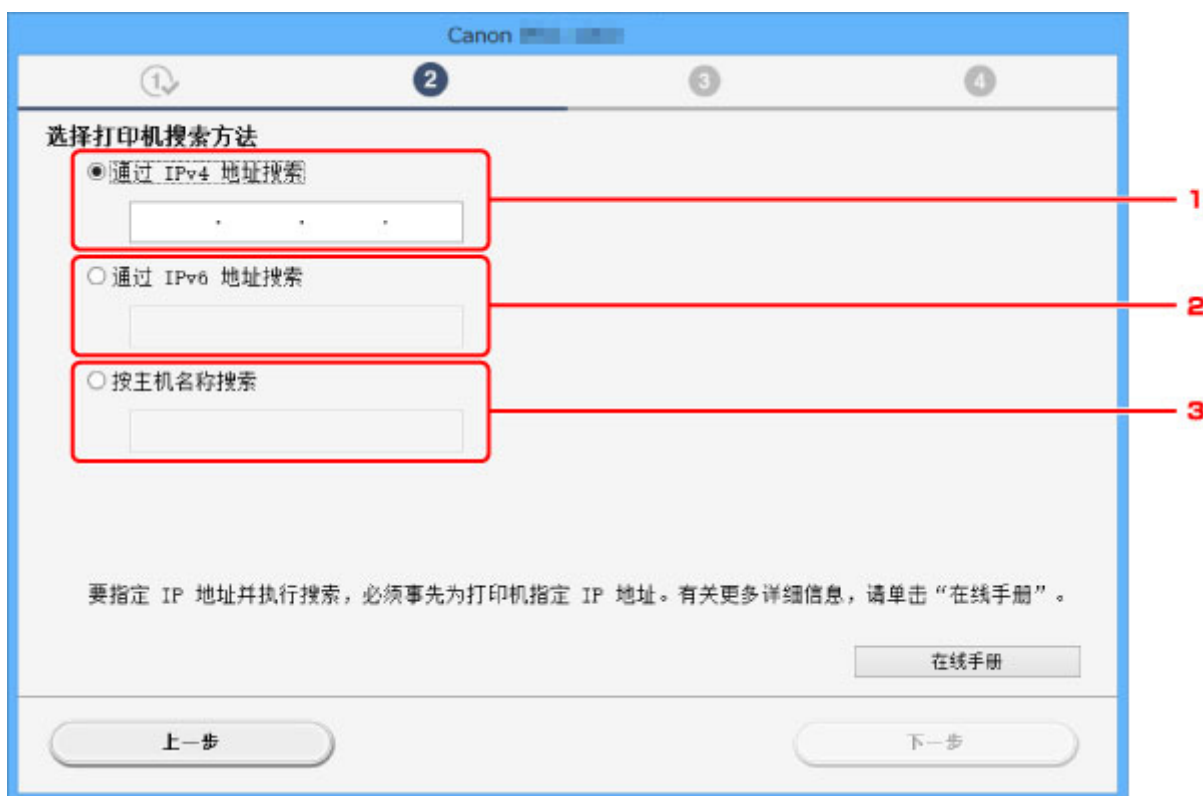 Canon
1 2 3 4
选择打印机搜索方法
通过 IPv4 地址搜索
. . .
1
通过 IPv6 地址搜索
2
按主机名称搜索
3
要指定 IP 地址并执行搜索，必须事先为打印机指定 IP 地址。有关更多详细信息，请单击“在线手册”。
在线手册
上一步 下一步